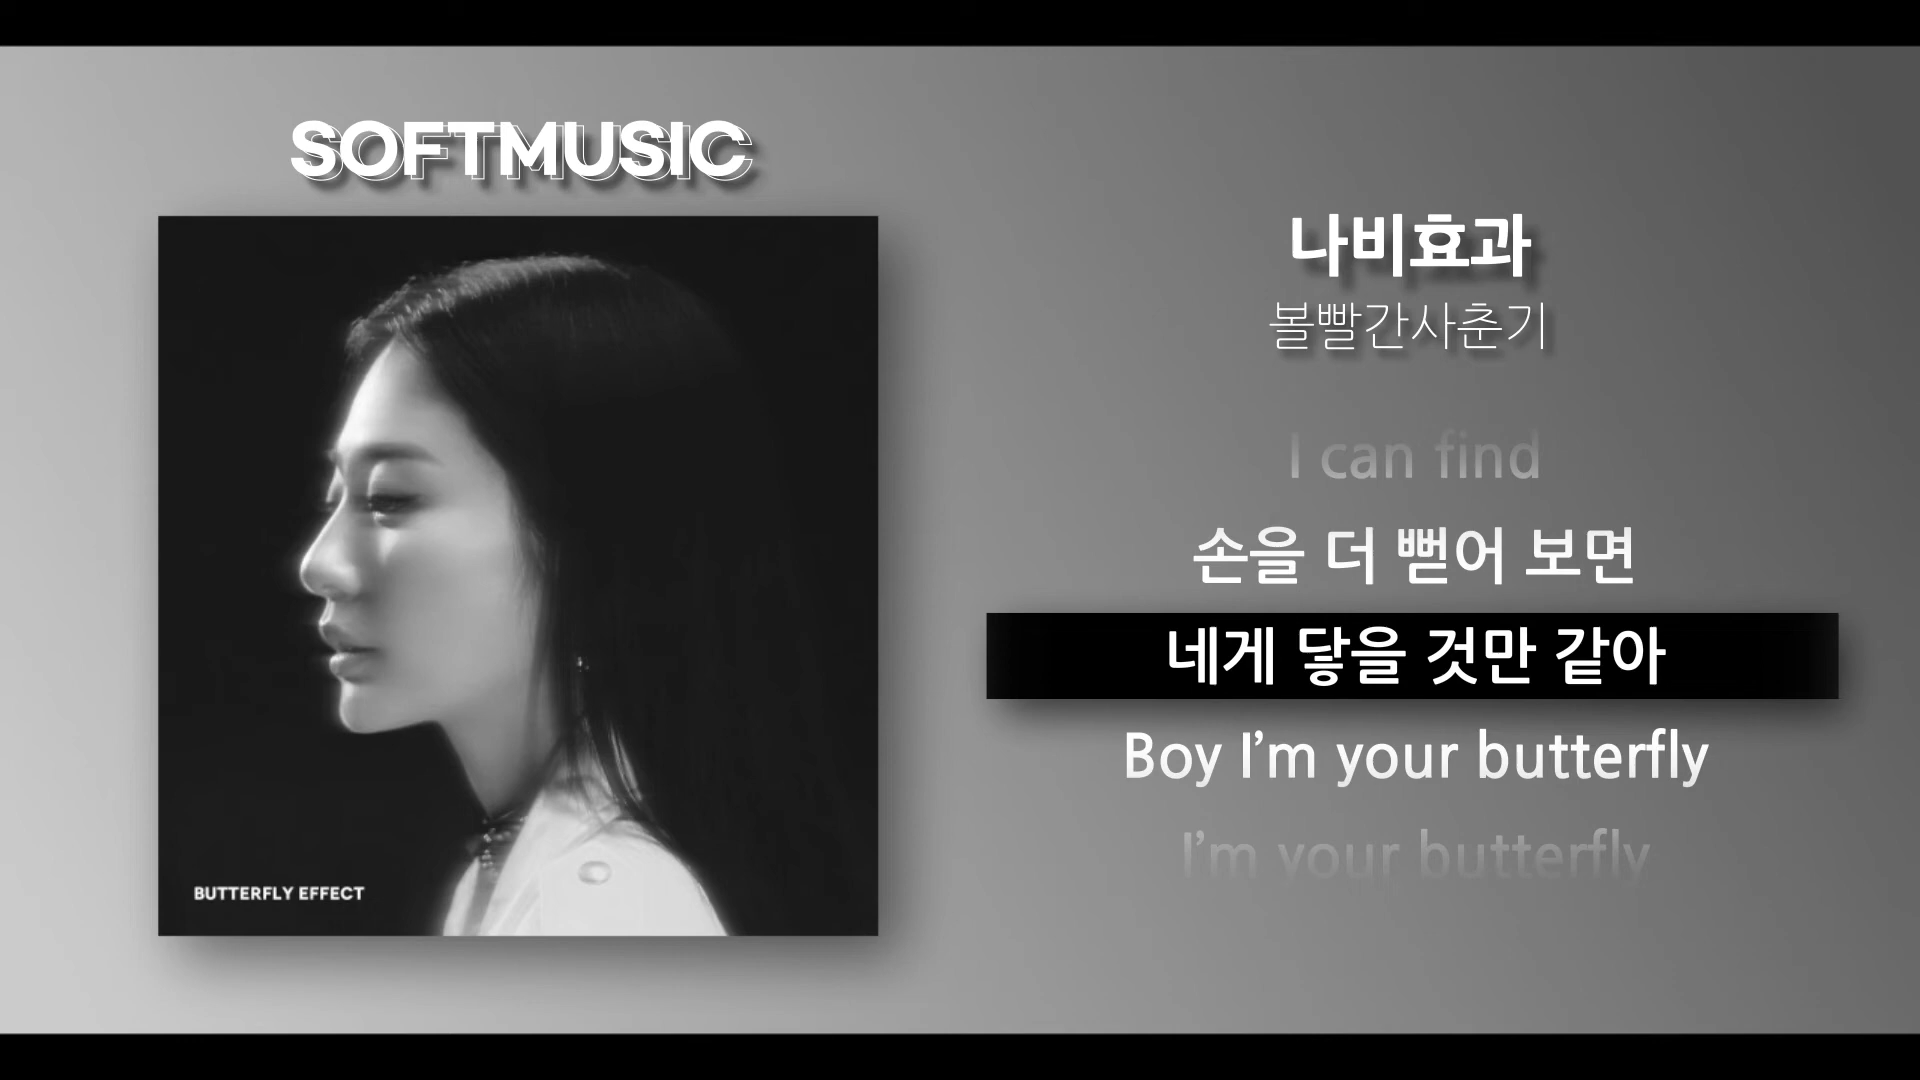 SOFTMUSIC
BUTTERFLY EFFECT
나비효과
볼빨간사춘기
I can find
손을 더 뻗어 보면
네게 닿을 것만 같아
Boy I’m your butterfly
I’m your butterfly